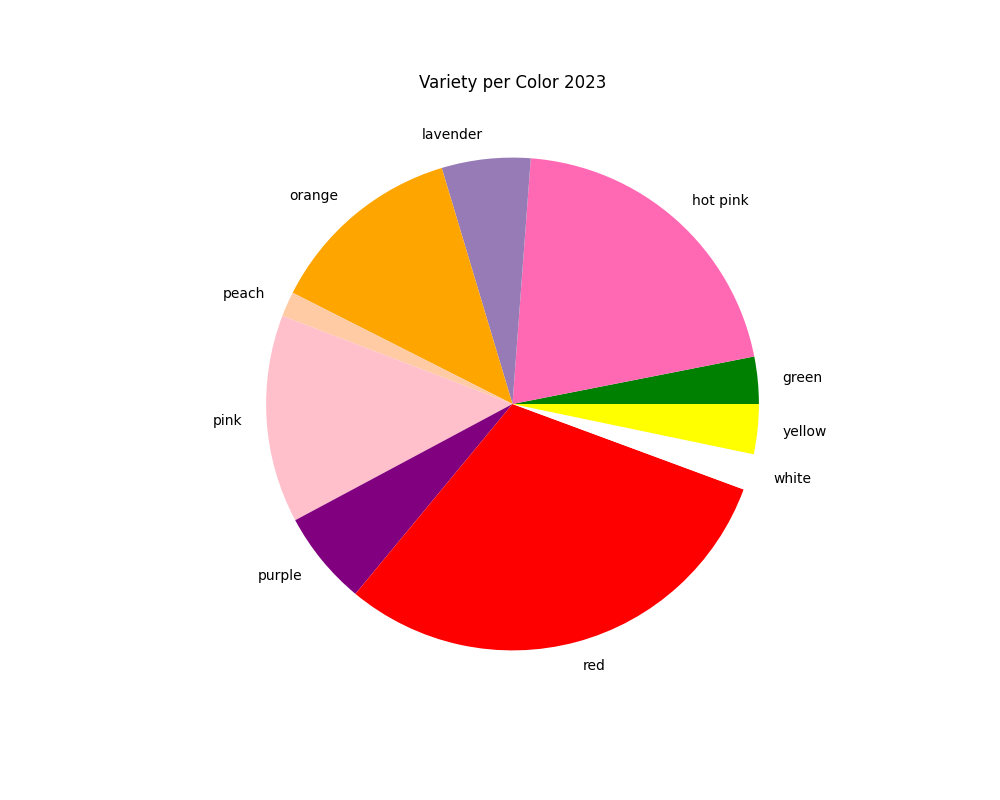 Variety per Color 2023
lavender
orange
hot pink
peach
green
pink
yellow
white
purple
red